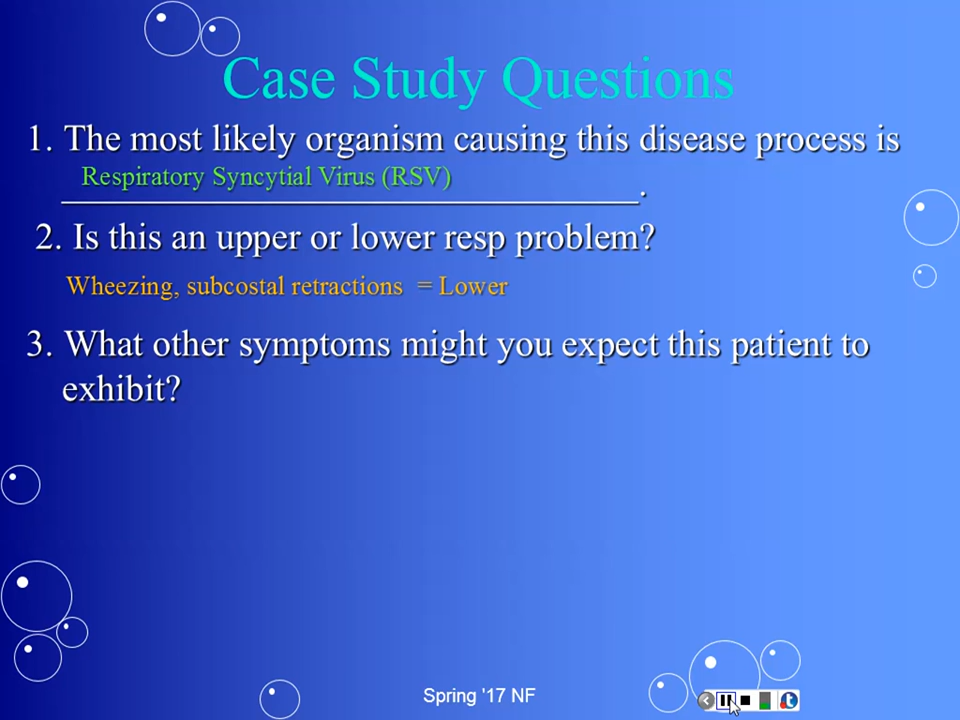 Case Study Questions
1. The most likely organism causing this disease process is
Respiratory Syncytial Virus (RSV)
________________________________.
2. Is this an upper or lower resp problem?
Wheezing, subcostal retractions = Lower
3. What other symptoms might you expect this patient to
exhibit?
Spring '17 NF